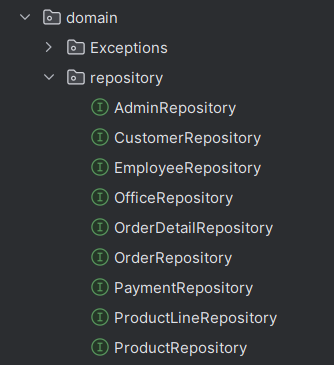 domain
Exceptions
repository
AdminRepository
CustomerRepository
EmployeeRepository
OfficeRepository
OrderDetailRepository
OrderRepository
PaymentRepository
ProductLineRepository
ProductRepository